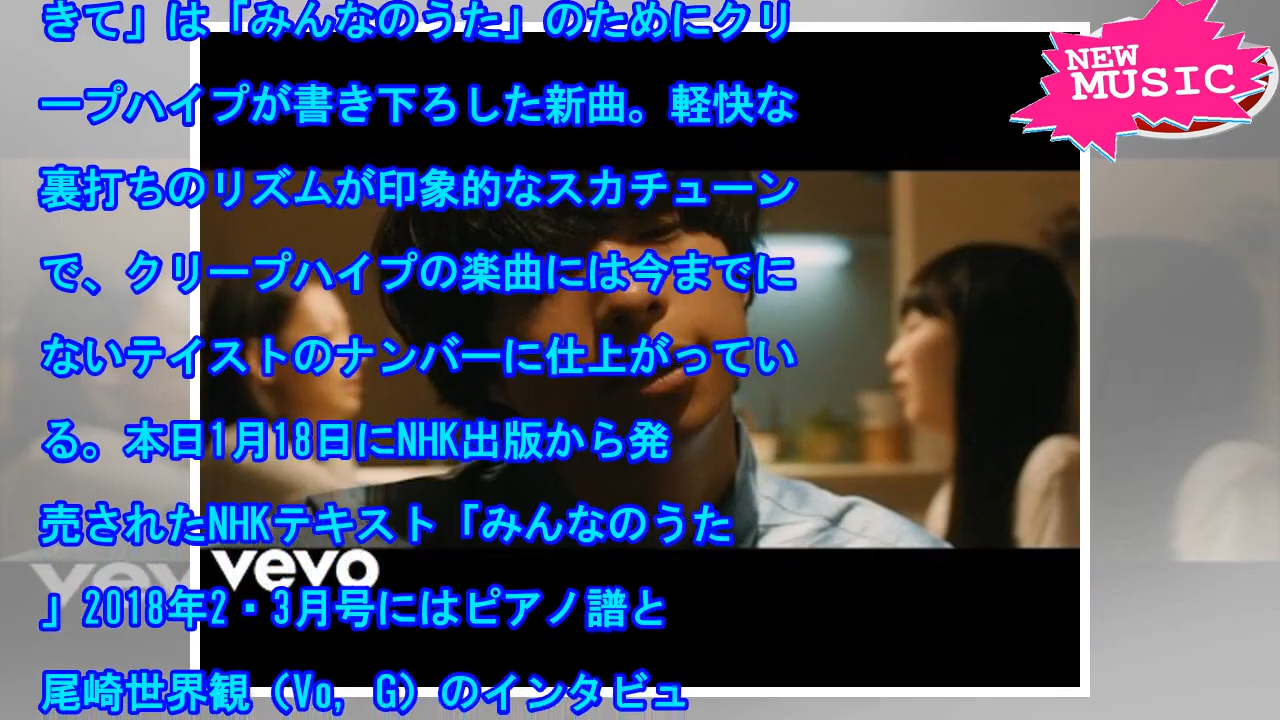 きて」は「みんなのうた」のためにクリ
ープハイプが書き下ろした新曲。軽快な
裏打ちのリズムが印象的なスカチューン
で、クリープハイプの楽曲には今までに
ないテイストのナンバーに仕上がってい
る。本日1月18日にNHK出版から発
売されたNHKテキスト「みんなのうた
」2018年2・3月号にはピアノ譜と
尾崎世界観（Vo, G）のインタビュ
NEW
MUSIC
vevo
vevo